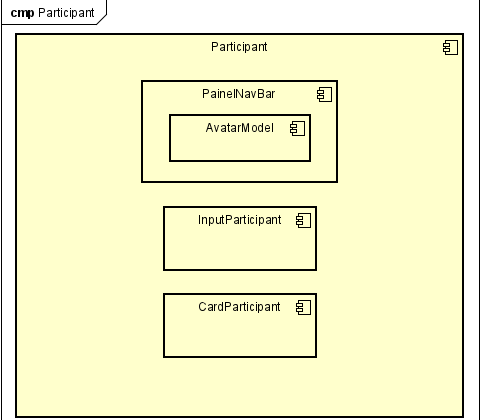 cmp Participant
Participant
PainelNavBar
AvatarModel
InputParticipant
CardParticipant